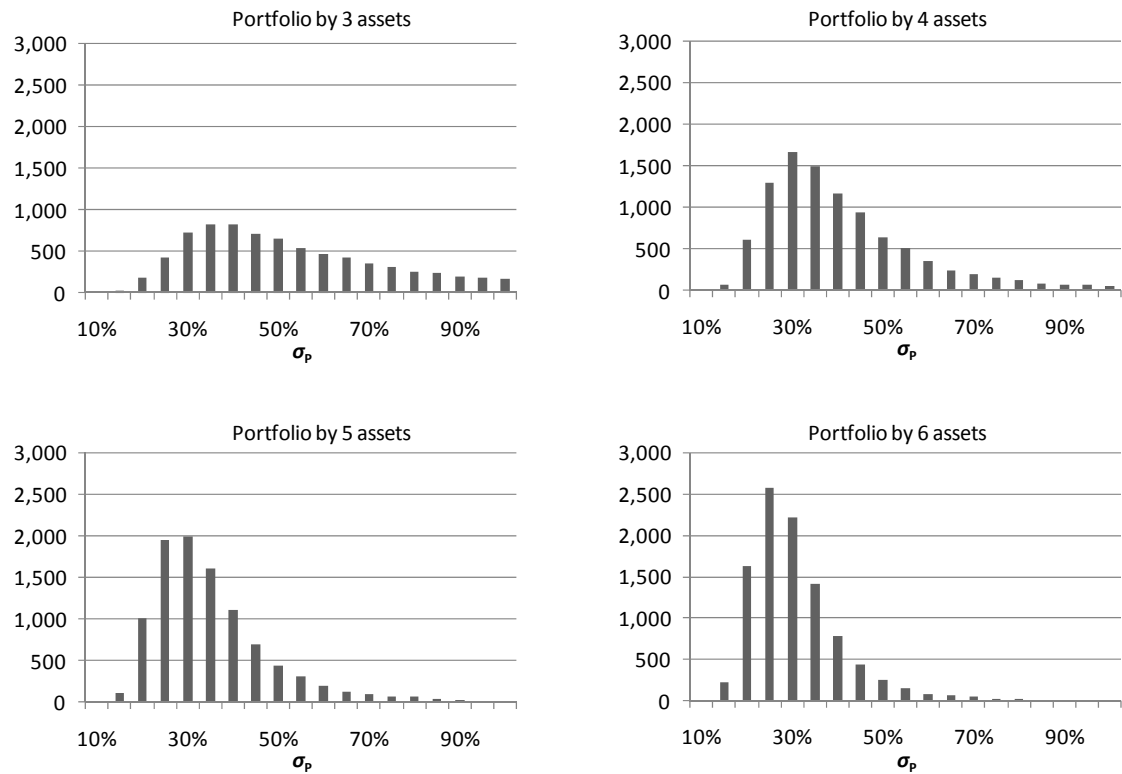 Portfolio by 3 assets
3,000
2,500
2,000
1,500
1,000
500
0
10% 30% 50% 70% 90%
σP
Portfolio by 4 assets
3,000
2,500
2,000
1,500
1,000
500
0
10% 30% 50% 70% 90%
σP
Portfolio by 5 assets
3,000
2,500
2,000
1,500
1,000
500
0
10% 30% 50% 70% 90%
σP
Portfolio by 6 assets
3,000
2,500
2,000
1,500
1,000
500
0
10% 30% 50% 70% 90%
σP